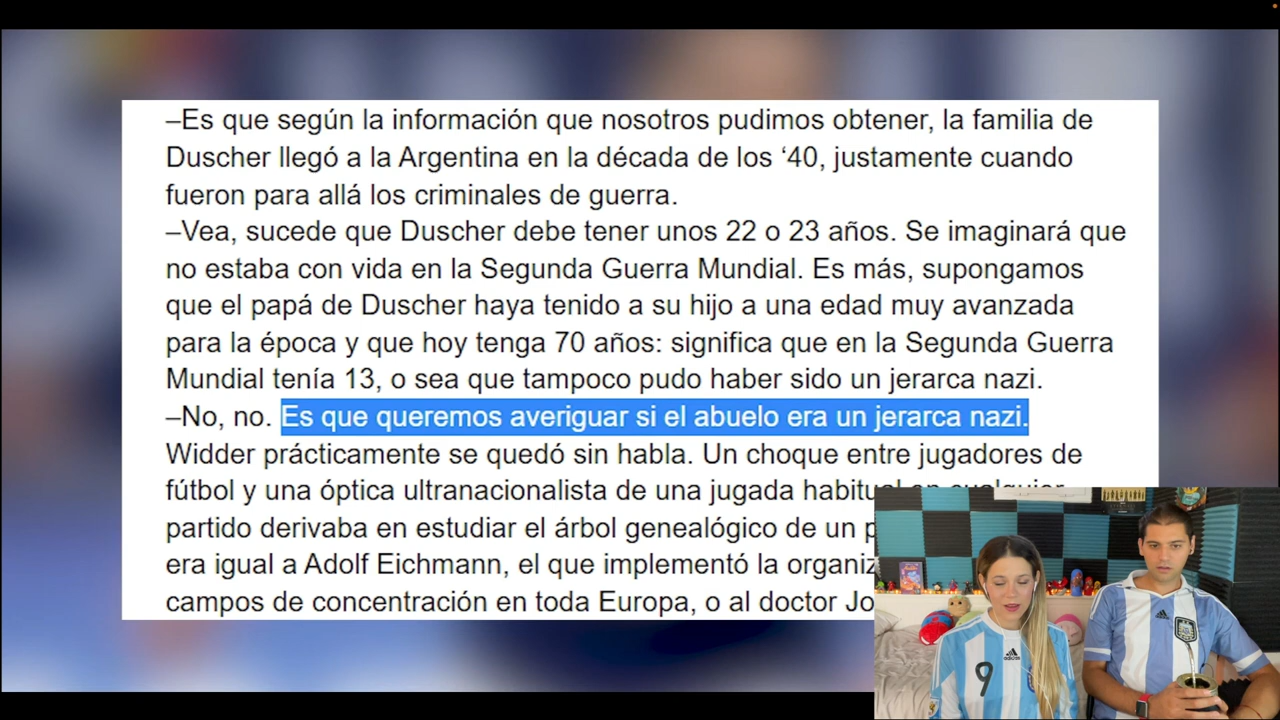 –Es que según la información que nosotros pudimos obtener, la familia de
Duscher llegó a la Argentina en la década de los ‘40, justamente cuando
fueron para allá los criminales de guerra.
–Vea, sucede que Duscher debe tener unos 22 o 23 años. Se imaginará que
no estaba con vida en la Segunda Guerra Mundial. Es más, supongamos
que el papá de Duscher haya tenido a su hijo a una edad muy avanzada
para la época y que hoy tenga 70 años: significa que en la Segunda Guerra
Mundial tenía 13, o sea que tampoco pudo haber sido un jerarca nazi.
–No, no. Es que queremos averiguar si el abuelo era un jerarca nazi.
Widder prácticamente se quedó sin habla. Un choque entre jugadores de
fútbol y una óptica ultranacionalista de una jugada habitual en cualquier
partido derivaba en estudiar el árbol genealógico de un
era igual a Adolf Eichmann, el que implementó la
campos de concentración en toda Europa, o al doctor
9
adidas